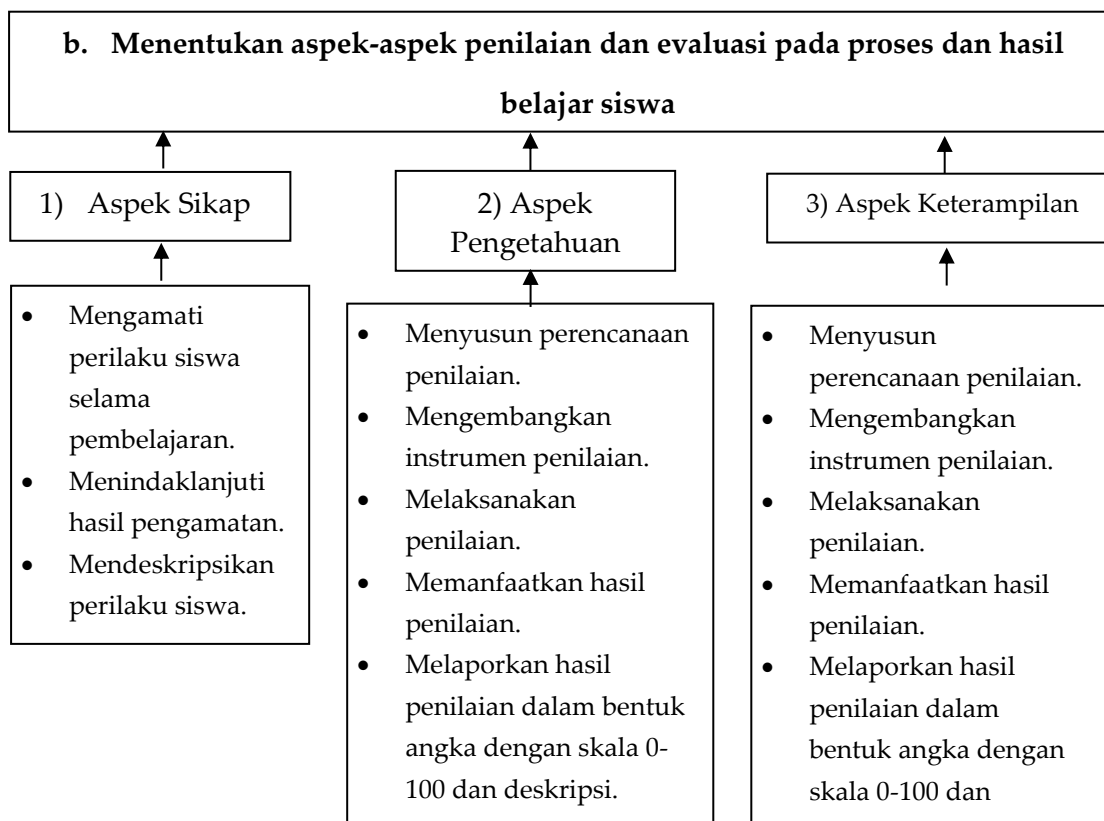 b. Menentukan aspek-aspek penilaian dan evaluasi pada proses dan hasil
belajar siswa
1) Aspek Sikap
2) Aspek
Pengetahuan
3) Aspek Keterampilan
• Mengamati
perilaku siswa
selama
pembelajaran.
• Menindaklanjuti
hasil pengamatan.
• Mendeskripsikan
perilaku siswa.
• Menyusun perencanaan
penilaian.
• Mengembangkan
instrumen penilaian.
• Melaksanakan
penilaian.
• Memanfaatkan hasil
penilaian.
• Melaporkan hasil
penilaian dalam bentuk
angka dengan skala 0-
100 dan deskripsi.
• Menyusun
perencanaan penilaian.
• Mengembangkan
instrumen penilaian.
• Melaksanakan
penilaian.
• Memanfaatkan hasil
penilaian.
• Melaporkan hasil
penilaian dalam
bentuk angka dengan
skala 0-100 dan